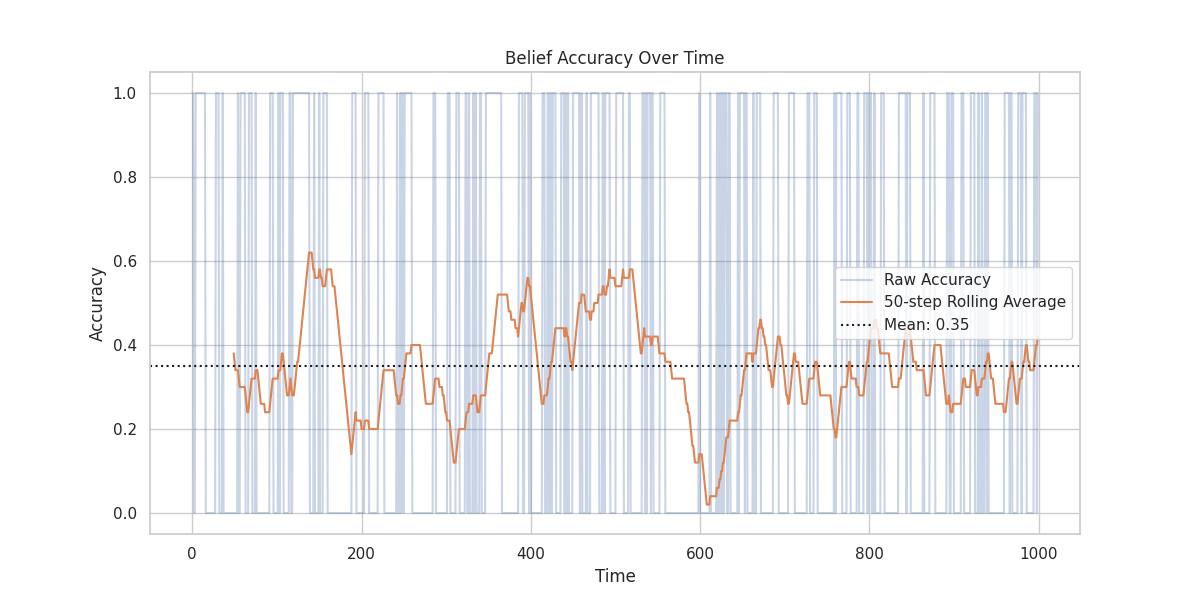 Belief Accuracy Over Time
Accuracy
1.0
0.8
0.6
0.4
0.2
0.0
Raw Accuracy
50-step Rolling Average
Mean: 0.35
0
200
400
600
800
1000
Time